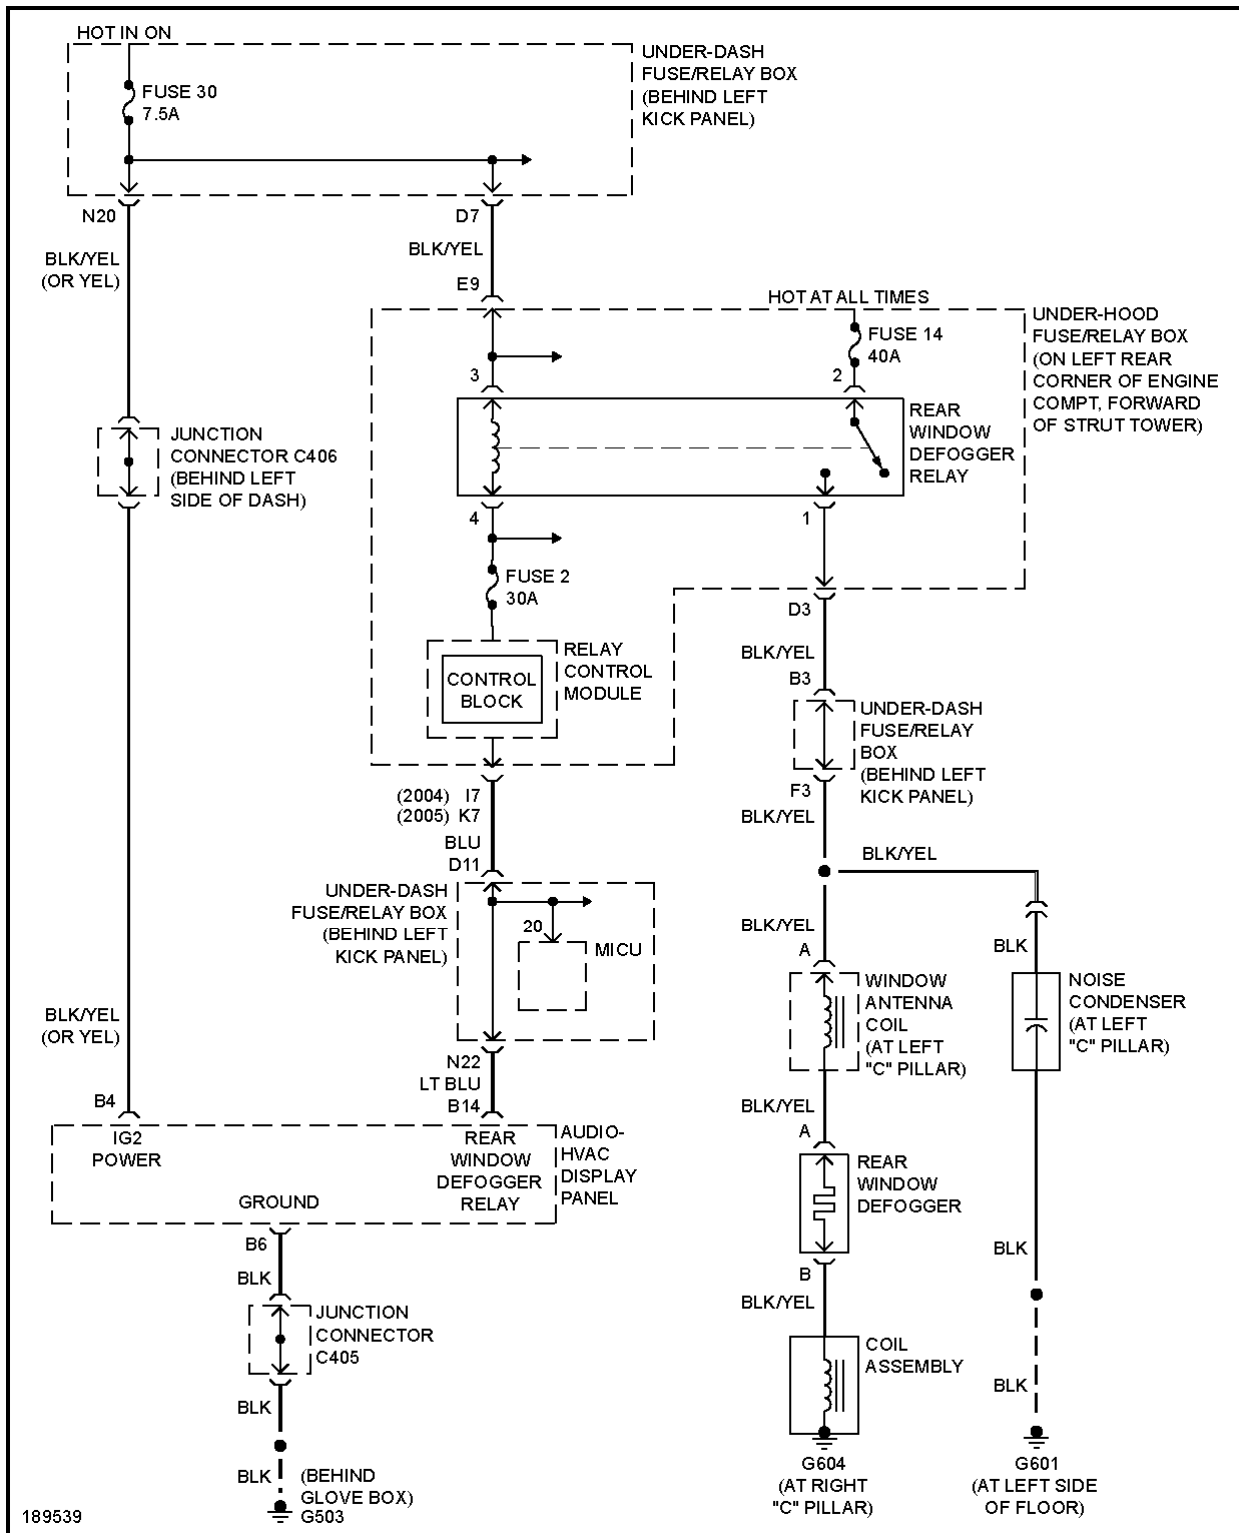 HOT IN ON
UNDER-DASH
FUSE/RELAY BOX
(BEHIND LEFT
KICK PANEL)
FUSE 30
7.5A
N20
D7
BLK/YEL
(OR YEL)
BLK/YEL
E9
HOT AT ALL TIMES
UNDER-HOOD
FUSE/RELAY BOX
(ON LEFT REAR
CORNER OF ENGINE
COMPT, FORWARD
OF STRUT TOWER)
FUSE 14
40A
3
2
REAR
WINDOW
DEFOGGER
RELAY
JUNCTION
CONNECTOR C406
(BEHIND LEFT
SIDE OF DASH)
4
1
FUSE 2
30A
D3
RELAY
CONTROL
MODULE
CONTROL
BLOCK
BLK/YEL
B3
UNDER-DASH
FUSE/RELAY
BOX
(BEHIND LEFT
KICK PANEL)
F3
BLK/YEL
(2004) I7
(2005) K7
BLU
D11
BLK/YEL
UNDER-DASH
FUSE/RELAY BOX
(BEHIND LEFT
KICK PANEL)
20
MICU
BLK/YEL
A
BLK
WINDOW
ANTENNA
COIL
(AT LEFT
"C" PILLAR)
NOISE
CONDENSER
(AT LEFT
"C" PILLAR)
BLK/YEL
(OR YEL)
N22
LT BLU
B14
B4
BLK/YEL
A
IG2
POWER
REAR
WINDOW
DEFOGGER
RELAY
AUDIO-
HVAC
DISPLAY
PANEL
GROUND
REAR
WINDOW
DEFOGGER
B6
BLK
BLK
B
BLK/YEL
JUNCTION
CONNECTOR
C405
COIL
ASSEMBLY
BLK
BLK
BLK
(BEHIND
GLOVE BOX)
G503
G604
(AT RIGHT
"C" PILLAR)
G601
(AT LEFT SIDE
OF FLOOR)
189539